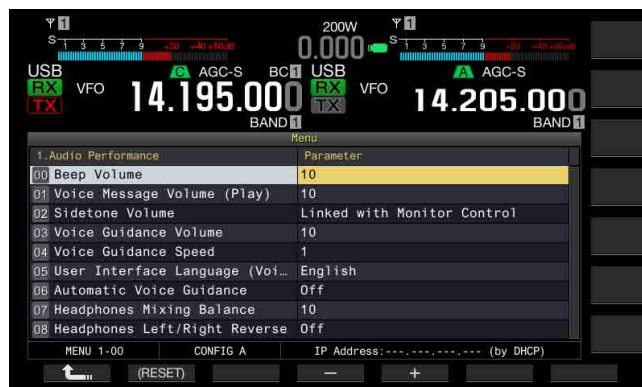 1 200W 1
S 1 3 5 7 9 +20 +40 +60dB 0.000 S 1 3 5 7 9 +20 +40 +60dB
USB C AGC-S BC 1 USB A AGC-S
RX VFO 14.195.000 RX VFO 14.205.000
TX TX
BAND 1 BAND 1
Menu
1.Audio Performance Parameter
00 Beep Volume 10
01 Voice Message Volume (Play) 10
02 Sidetone Volume Linked with Monitor Control
03 Voice Guidance Volume 10
04 Voice Guidance Speed 1
05 User Interface Language (Voi… English
06 Automatic Voice Guidance Off
07 Headphones Mixing Balance 10
08 Headphones Left/Right Reverse Off
MENU 1-00 CONFIG A IP Address:---.---.---.--- (by DHCP)
(RESET) − +